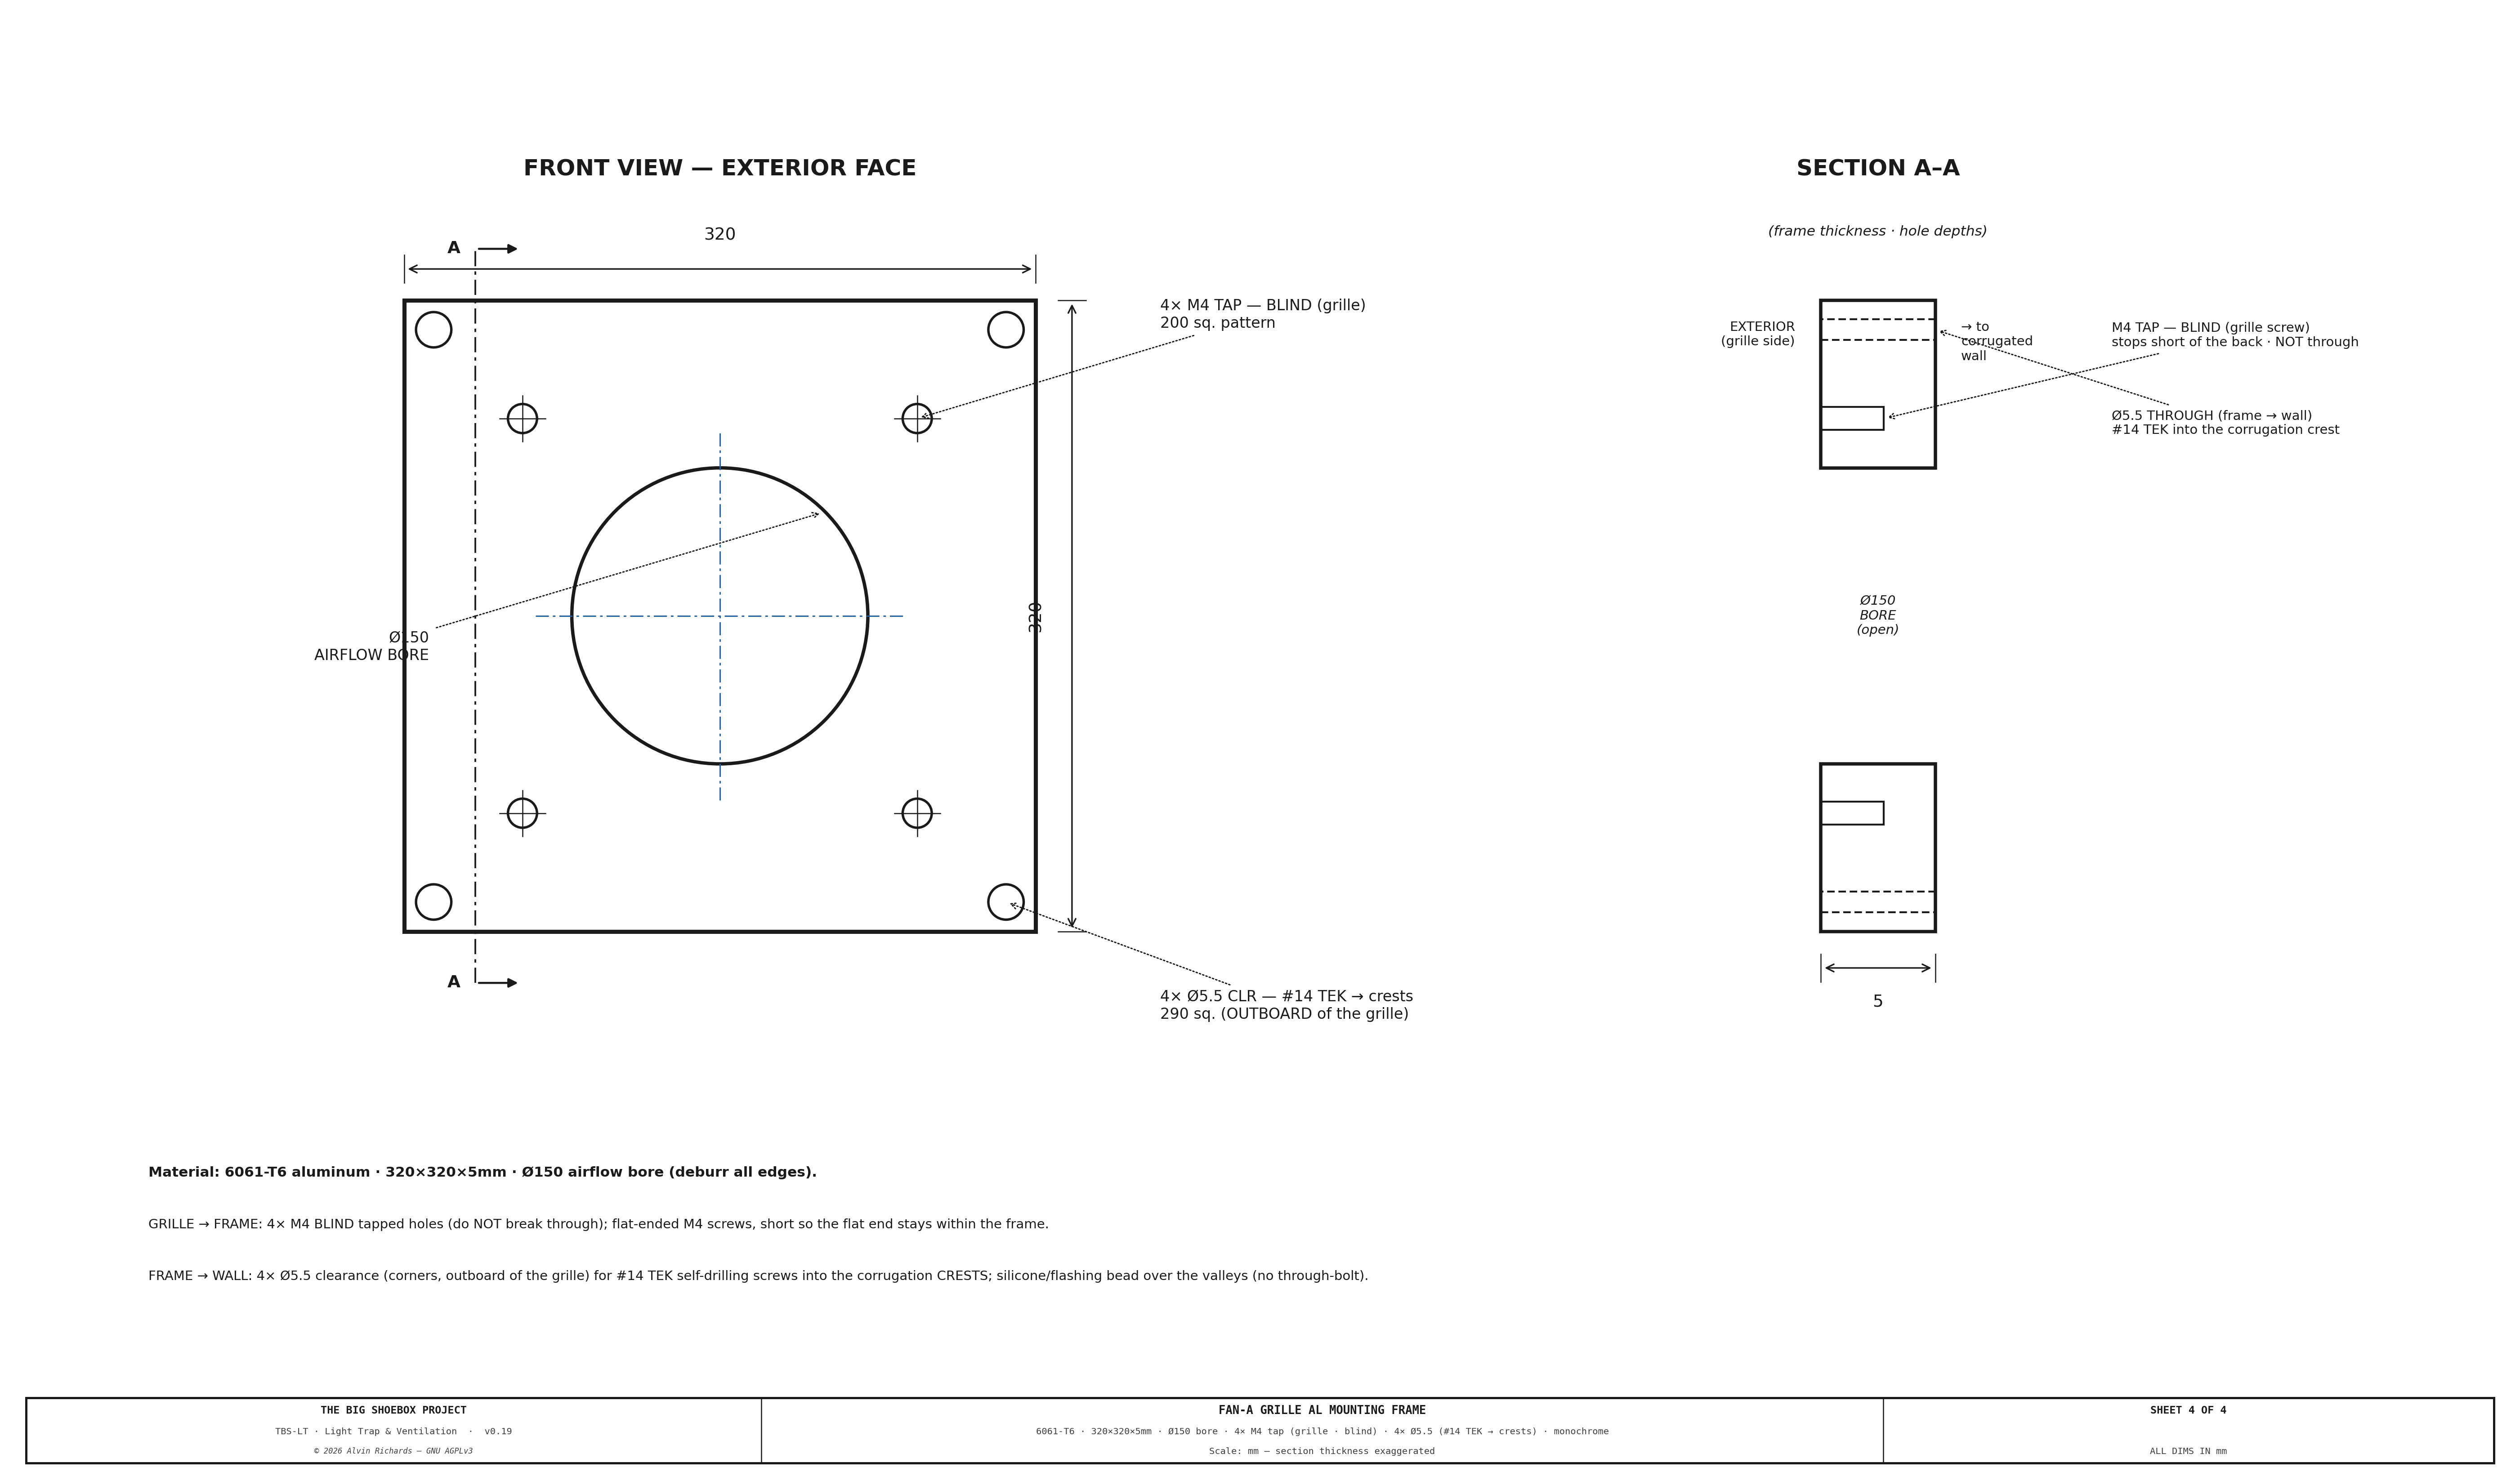 FRONT VIEW — EXTERIOR FACE
A
320
4× M4 TAP — BLIND (grille)
200 sq. pattern
320
Ø150
AIRFLOW BORE
A
4× Ø5.5 CLR — #14 TEK → crests
290 sq. (OUTBOARD of the grille)
SECTION A–A
(frame thickness · hole depths)
EXTERIOR
(grille side)
→ to
corrugated
wall
M4 TAP — BLIND (grille screw)
stops short of the back · NOT through
Ø5.5 THROUGH (frame → wall)
#14 TEK into the corrugation crest
Ø150
BORE
(open)
5
Material: 6061-T6 aluminum · 320×320×5mm · Ø150 airflow bore (deburr all edges).
GRILLE → FRAME: 4× M4 BLIND tapped holes (do NOT break through); flat-ended M4 screws, short so the flat end stays within the frame.
FRAME → WALL: 4× Ø5.5 clearance (corners, outboard of the grille) for #14 TEK self-drilling screws into the corrugation CRESTS; silicone/flashing bead over the valleys (no through-bolt).
THE BIG SHOEBOX PROJECT
TBS-LT · Light Trap & Ventilation · v0.19
© 2026 Alvin Richards — GNU AGPLv3
FAN-A GRILLE AL MOUNTING FRAME
6061-T6 · 320×320×5mm · Ø150 bore · 4× M4 tap (grille · blind) · 4× Ø5.5 (#14 TEK → crests) · monochrome
Scale: mm — section thickness exaggerated
SHEET 4 OF 4
ALL DIMS IN mm